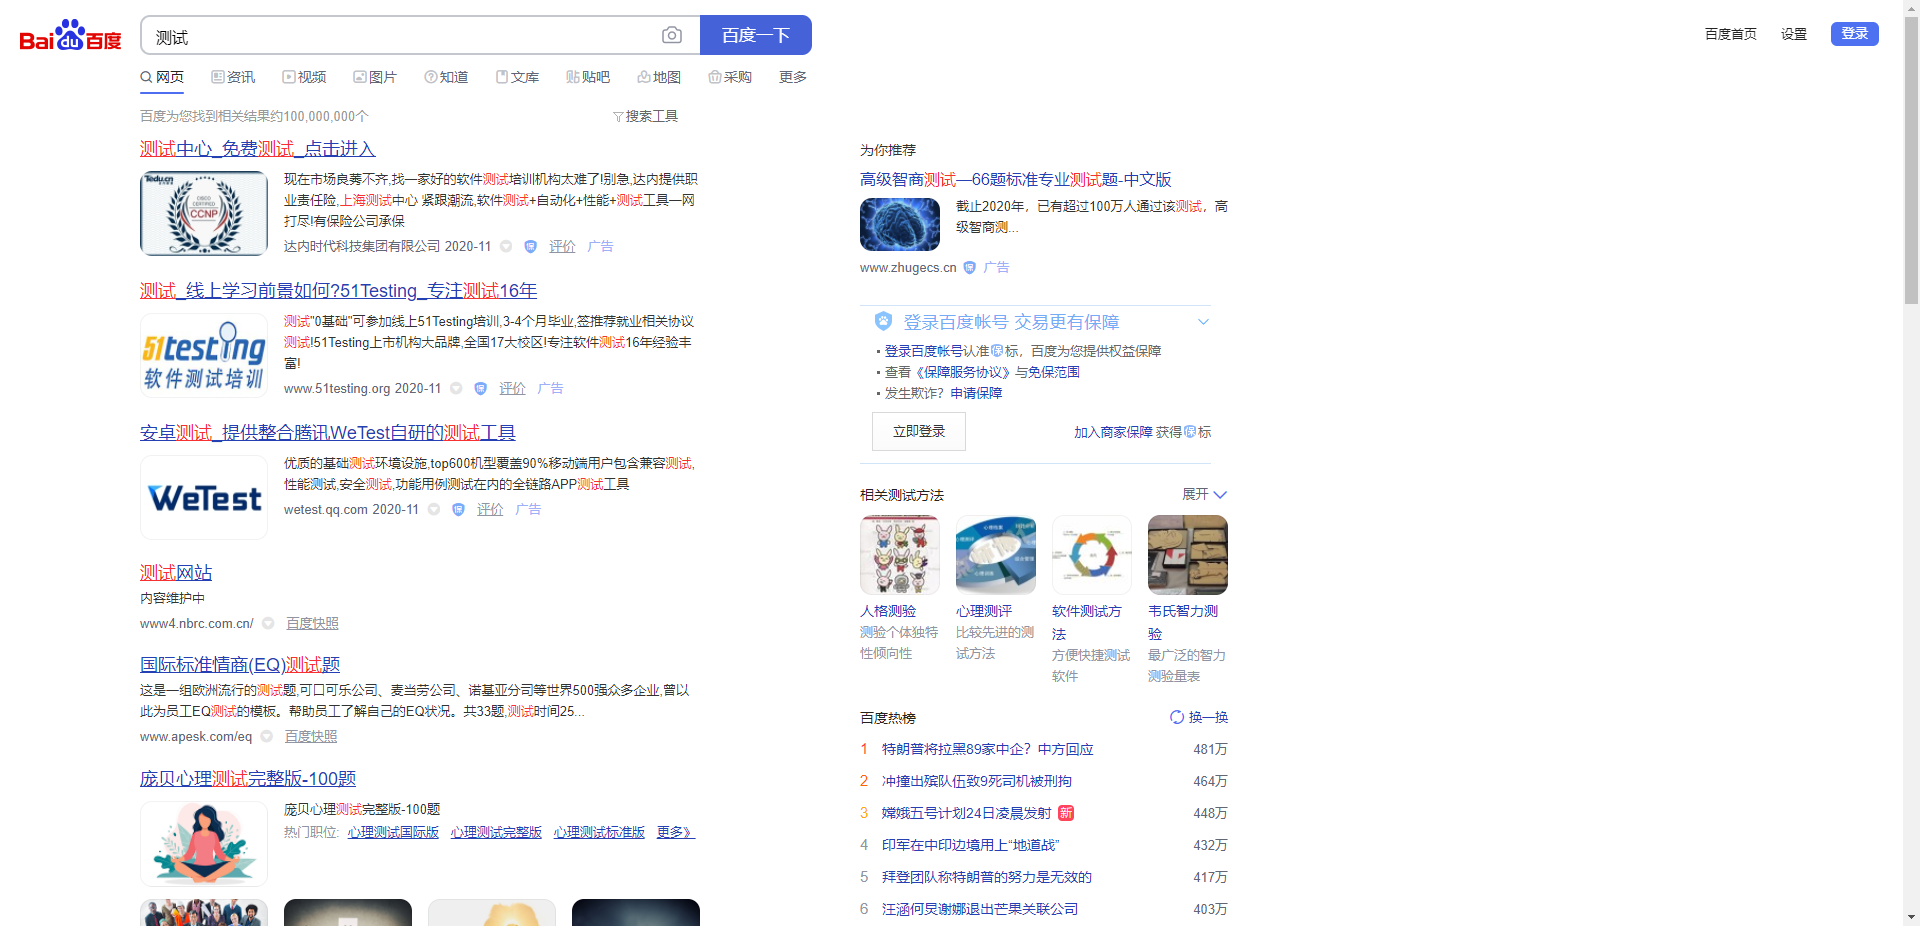 Bai du 百度
测试
百度一下
百度首页 设置 登录
网页 资讯 视频 图片 知道 文库 贴吧 地图 采购 更多
百度为您找到相关结果约100,000,000个
搜索工具
测试中心_免费测试_点击进入
Tedu.cn
CISCO CERTIFIED
CCNP
现在市场良莠不齐,找一家好的软件测试培训机构太难了!别急,达内提供职
业责任险,上海测试中心 紧跟潮流,软件测试+自动化+性能+测试工具一网
打尽!有保险公司承保
达内时代科技集团有限公司 2020-11 保 评价 广告
测试_线上学习前景如何?51Testing_专注测试16年
51testing
软件测试培训
测试"0基础"可参加线上51Testing培训,3-4个月毕业,签推荐就业相关协议
测试!51Testing上市机构大品牌,全国17大校区!专注软件测试16年经验丰
富!
www.51testing.org 2020-11 保 评价 广告
安卓测试_提供整合腾讯WeTest自研的测试工具
WeTest
优质的基础测试环境设施,top600机型覆盖90%移动端用户包含兼容测试,
性能测试,安全测试,功能用例测试在内的全链路APP测试工具
wetest.qq.com 2020-11 保 评价 广告
测试网站
内容维护中
www4.nbrc.com.cn/ 百度快照
国际标准情商(EQ)测试题
这是一组欧洲流行的测试题,可口可乐公司、麦当劳公司、诺基亚分司等世界500强众多企业,曾以
此为员工EQ测试的模板。帮助员工了解自己的EQ状况。共33题,测试时间25...
www.apesk.com/eq 百度快照
庞贝心理测试完整版-100题
庞贝心理测试完整版-100题
热门职位: 心理测试国际版 心理测试完整版 心理测试标准版 更多》
为你推荐
高级智商测试—66题标准专业测试题-中文版
截止2020年，已有超过100万人通过该测试，高
级智商测...
www.zhugecs.cn 保 广告
登录百度帐号 交易更有保障
登录百度帐号认准保标，百度为您提供权益保障
查看《保障服务协议》与免保范围
发生欺诈？申请保障
立即登录
加入商家保障 获得保标
相关测试方法
展开
人格测验
测验个体独特
性倾向性
心理测评
比较先进的测
试方法
软件测试方
法
方便快捷测试
软件
韦氏智力测
验
最广泛的智力
测验量表
百度热榜
换一换
1 特朗普将拉黑89家中企？中方回应 481万
2 冲撞出殡队伍致9死司机被刑拘 464万
3 嫦娥五号计划24日凌晨发射 新 448万
4 印军在中印边境用上“地道战” 432万
5 拜登团队称特朗普的努力是无效的 417万
6 汪涵何炅谢娜退出芒果关联公司 403万